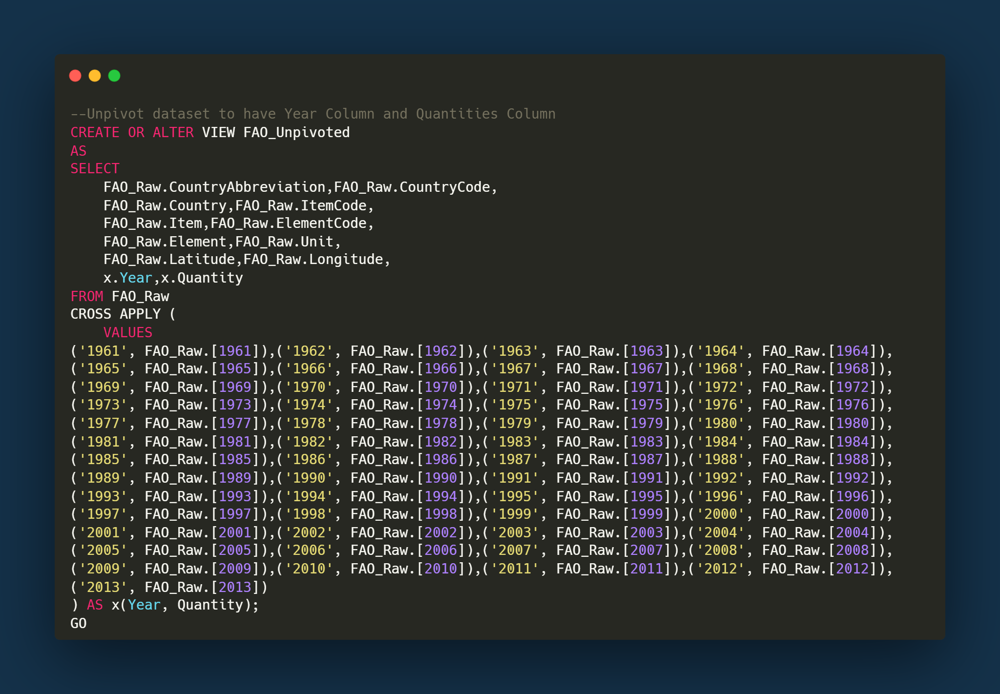 --Unpivot dataset to have Year Column and Quantities Column
CREATE OR ALTER VIEW FAO_Unpivoted
AS
SELECT
    FAO_Raw.CountryAbbreviation,FAO_Raw.CountryCode,
    FAO_Raw.Country,FAO_Raw.ItemCode,
    FAO_Raw.Item,FAO_Raw.ElementCode,
    FAO_Raw.Element,FAO_Raw.Unit,
    FAO_Raw.Latitude,FAO_Raw.Longitude,
    x.Year,x.Quantity
FROM FAO_Raw
CROSS APPLY (
    VALUES
('1961', FAO_Raw.[1961]),('1962', FAO_Raw.[1962]),('1963', FAO_Raw.[1963]),('1964', FAO_Raw.[1964]),
('1965', FAO_Raw.[1965]),('1966', FAO_Raw.[1966]),('1967', FAO_Raw.[1967]),('1968', FAO_Raw.[1968]),
('1969', FAO_Raw.[1969]),('1970', FAO_Raw.[1970]),('1971', FAO_Raw.[1971]),('1972', FAO_Raw.[1972]),
('1973', FAO_Raw.[1973]),('1974', FAO_Raw.[1974]),('1975', FAO_Raw.[1975]),('1976', FAO_Raw.[1976]),
('1977', FAO_Raw.[1977]),('1978', FAO_Raw.[1978]),('1979', FAO_Raw.[1979]),('1980', FAO_Raw.[1980]),
('1981', FAO_Raw.[1981]),('1982', FAO_Raw.[1982]),('1983', FAO_Raw.[1983]),('1984', FAO_Raw.[1984]),
('1985', FAO_Raw.[1985]),('1986', FAO_Raw.[1986]),('1987', FAO_Raw.[1987]),('1988', FAO_Raw.[1988]),
('1989', FAO_Raw.[1989]),('1990', FAO_Raw.[1990]),('1991', FAO_Raw.[1991]),('1992', FAO_Raw.[1992]),
('1993', FAO_Raw.[1993]),('1994', FAO_Raw.[1994]),('1995', FAO_Raw.[1995]),('1996', FAO_Raw.[1996]),
('1997', FAO_Raw.[1997]),('1998', FAO_Raw.[1998]),('1999', FAO_Raw.[1999]),('2000', FAO_Raw.[2000]),
('2001', FAO_Raw.[2001]),('2002', FAO_Raw.[2002]),('2003', FAO_Raw.[2003]),('2004', FAO_Raw.[2004]),
('2005', FAO_Raw.[2005]),('2006', FAO_Raw.[2006]),('2007', FAO_Raw.[2007]),('2008', FAO_Raw.[2008]),
('2009', FAO_Raw.[2009]),('2010', FAO_Raw.[2010]),('2011', FAO_Raw.[2011]),('2012', FAO_Raw.[2012]),
('2013', FAO_Raw.[2013])
) AS x(Year, Quantity);
GO